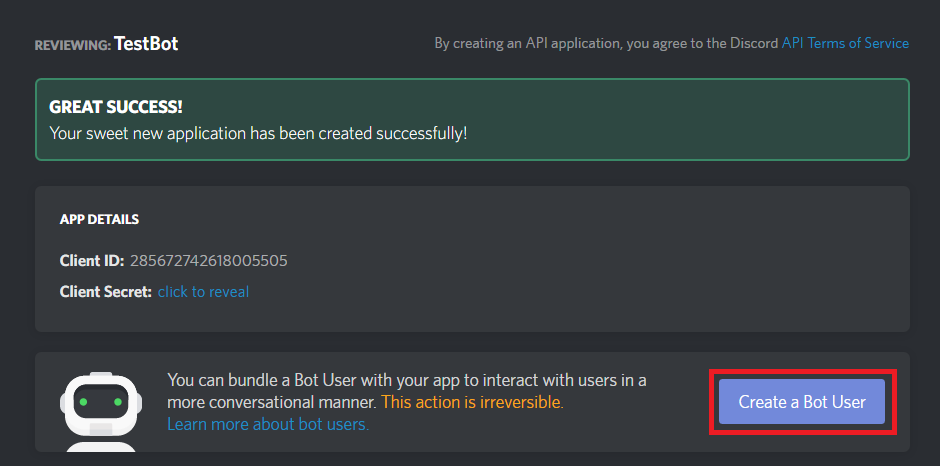 REVIEWING: TestBot
By creating an API application, you agree to the Discord API Terms of Service
GREAT SUCCESS!
Your sweet new application has been created successfully!
APP DETAILS
Client ID: 285672742618005505
Client Secret: click to reveal
You can bundle a Bot User with your app to interact with users in a
more conversational manner. This action is irreversible.
Learn more about bot users.
Create a Bot User